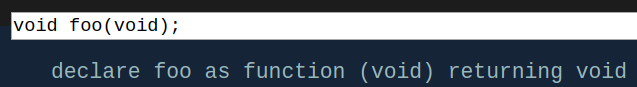 void foo(void);
declare foo as function (void) returning void